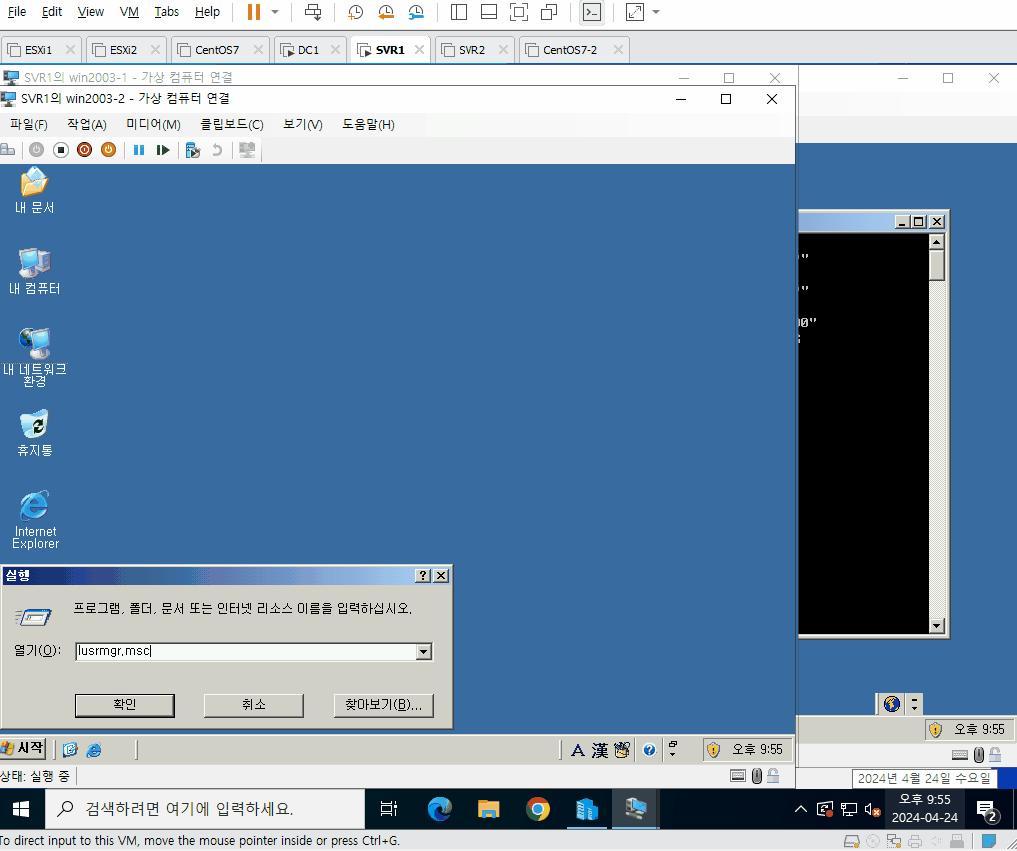 File Edit View VM Tabs Help
ESXi1 ESXi2 CentOS7 DC1 SVR1 SVR2 CentOS7-2
SVR1의 win2003-1 - 가상 컴퓨터 연결
SVR1의 win2003-2 - 가상 컴퓨터 연결
파일(F) 작업(A) 미디어(M) 클립보드(C) 보기(V) 도움말(H)
내 문서
내 컴퓨터
내 네트워크
환경
휴지통
Internet
Explorer
실행
프로그램, 폴더, 문서 또는 인터넷 리소스 이름을 입력하십시오.
열기(O): lusrmgr.msc
확인 취소 찾아보기(B)...
시작 A 漢 오후 9:55
오후 9:55
상태: 실행 중
2024년 4월 24일 수요일
검색하려면 여기에 입력하세요.
오후 9:55
2024-04-24
2
To direct input to this VM, move the mouse pointer inside or press Ctrl+G.